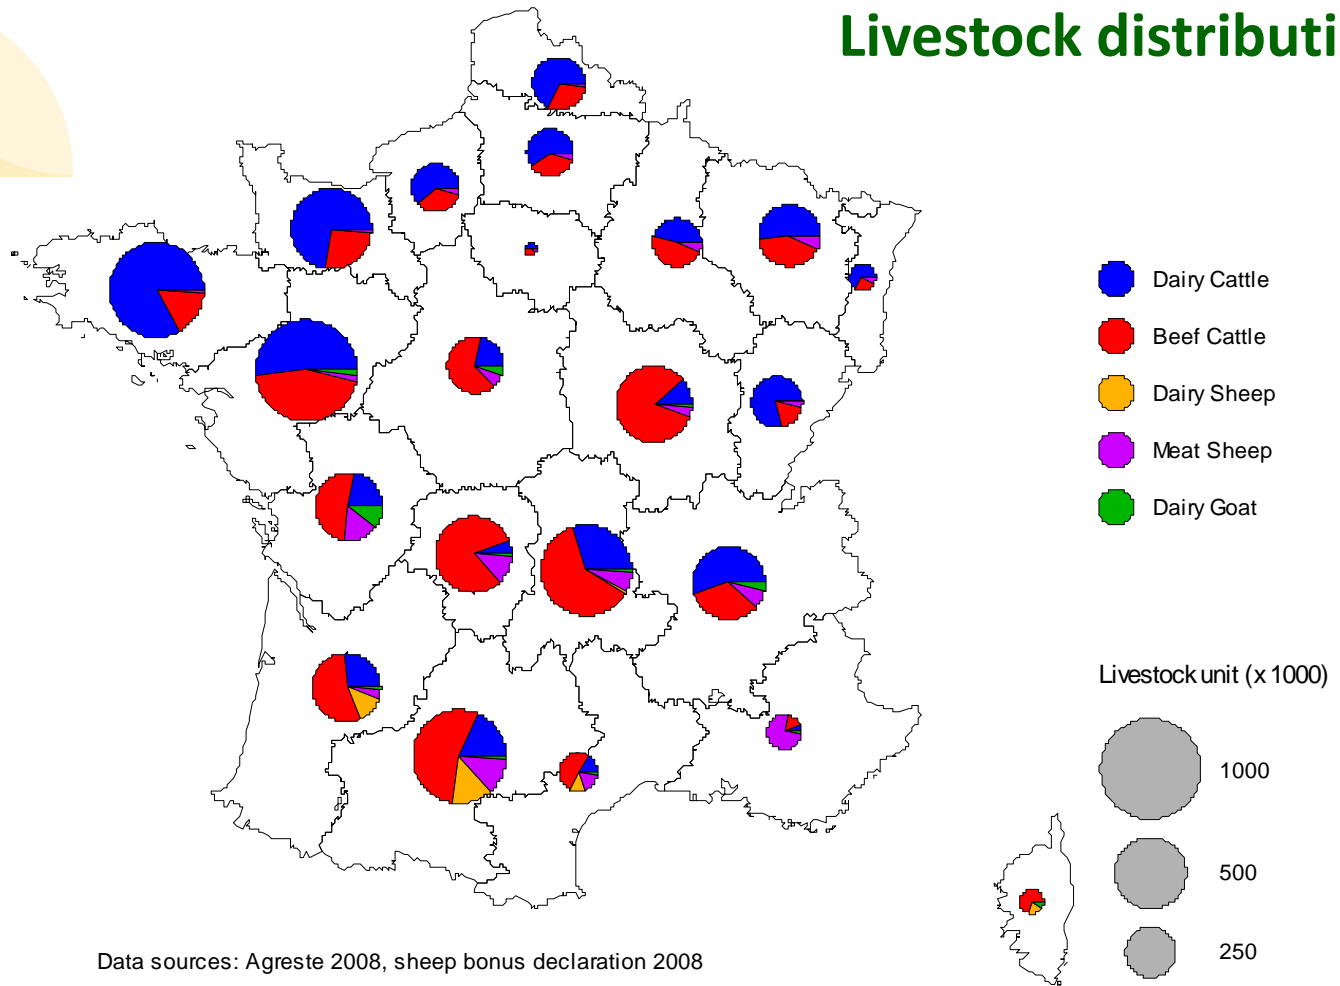 Livestock distributi
Dairy Cattle
Beef Cattle
Dairy Sheep
Meat Sheep
Dairy Goat
Livestock unit (x 1000)
1000
500
250
Data sources: Agreste 2008, sheep bonus declaration 2008